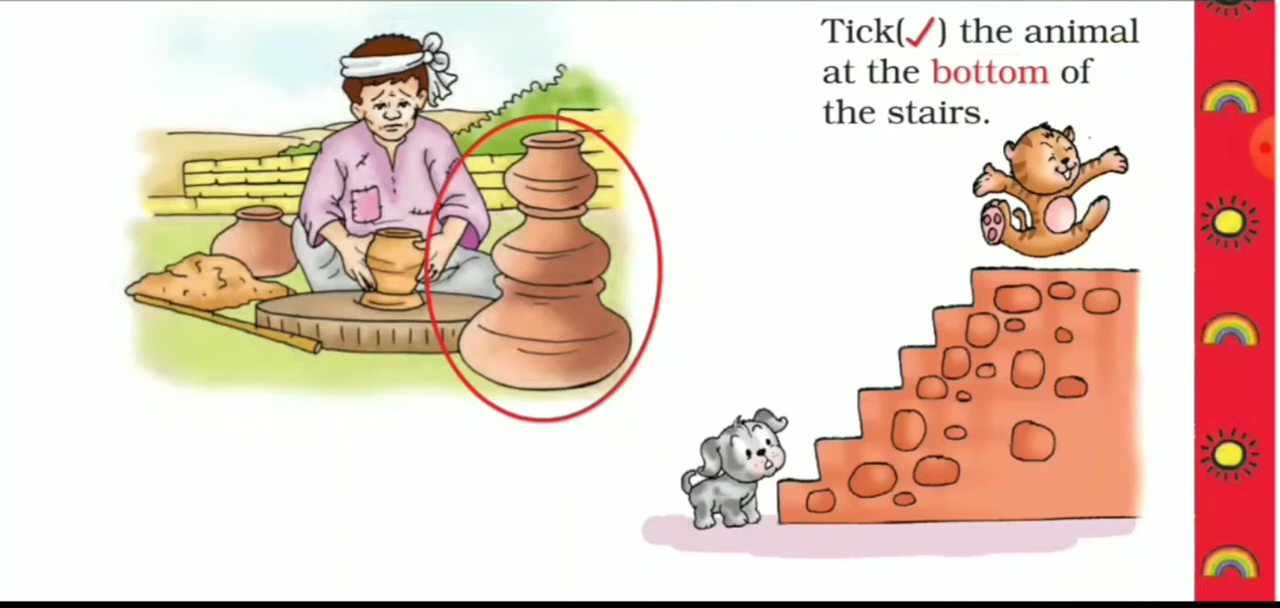 Tick(✓) the animal
at the bottom of
the stairs.